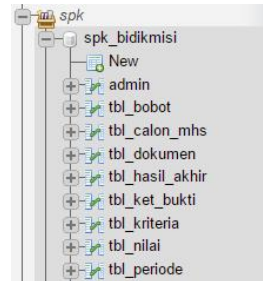 spk
spk_bidikmisi
New
admin
tbl_bobot
tbl_calon_mhs
tbl_dokumen
tbl_hasil_akhir
tbl_ket_bukti
tbl_kriteria
tbl_nilai
tbl_periode